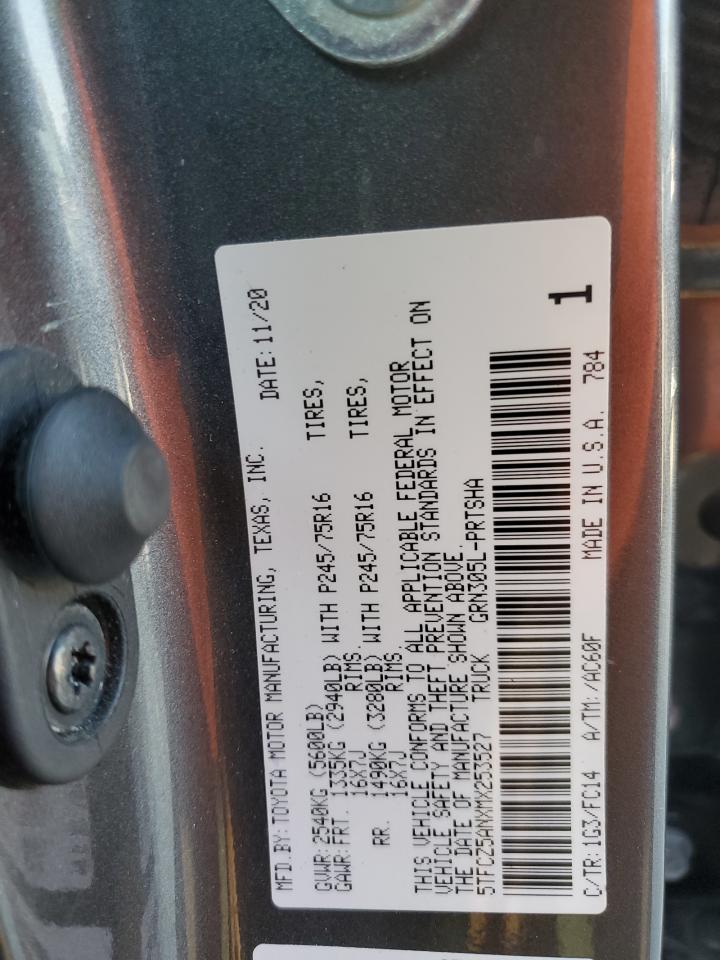 MFD.BY:TOYOTA MOTOR MANUFACTURING, TEXAS, INC. DATE:11/20
GVWR:2540KG (5600LB)
GAWR:FRT. 1335KG (2940LB) WITH P245/75R16 TIRES,
16X7J RIMS.
RR. 1490KG (3280LB) WITH P245/75R16 TIRES,
16X7J RIMS.
THIS VEHICLE CONFORMS TO ALL APPLICABLE FEDERAL MOTOR
VEHICLE SAFETY AND THEFT PREVENTION STANDARDS IN EFFECT ON
THE DATE OF MANUFACTURE SHOWN ABOVE.
5TFCZ5ANXMX253527 TRUCK GRN305L-PRTSHA
1
C/TR:1G3/FC14 A/TM:/AC60F MADE IN U.S.A. 784